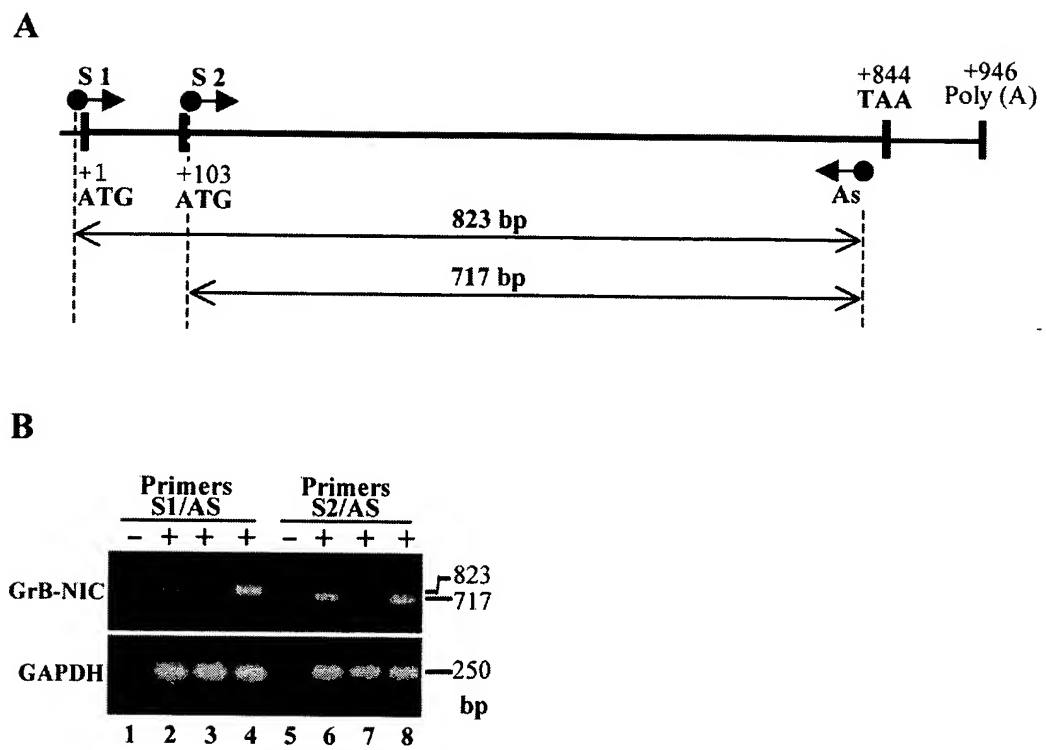 A
S 1 S 2 +844 +946
TAA Poly (A)
+1 +103 As
ATG ATG
823 bp
717 bp
B
Primers Primers
S1/AS S2/AS
- + + + - + + +
GrB-NIC 823
717
GAPDH 250
bp
1 2 3 4 5 6 7 8